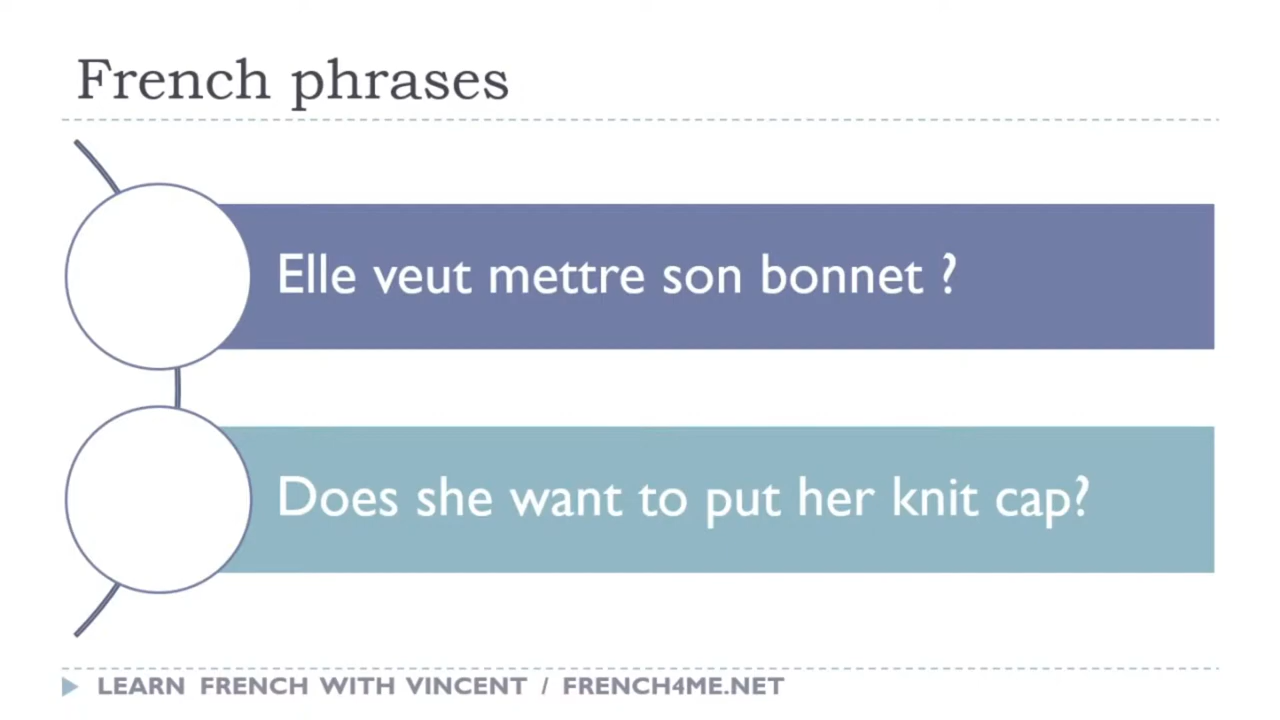 French phrases
Elle veut mettre son bonnet ?
Does she want to put her knit cap?
LEARN FRENCH WITH VINCENT / FRENCH4ME.NET